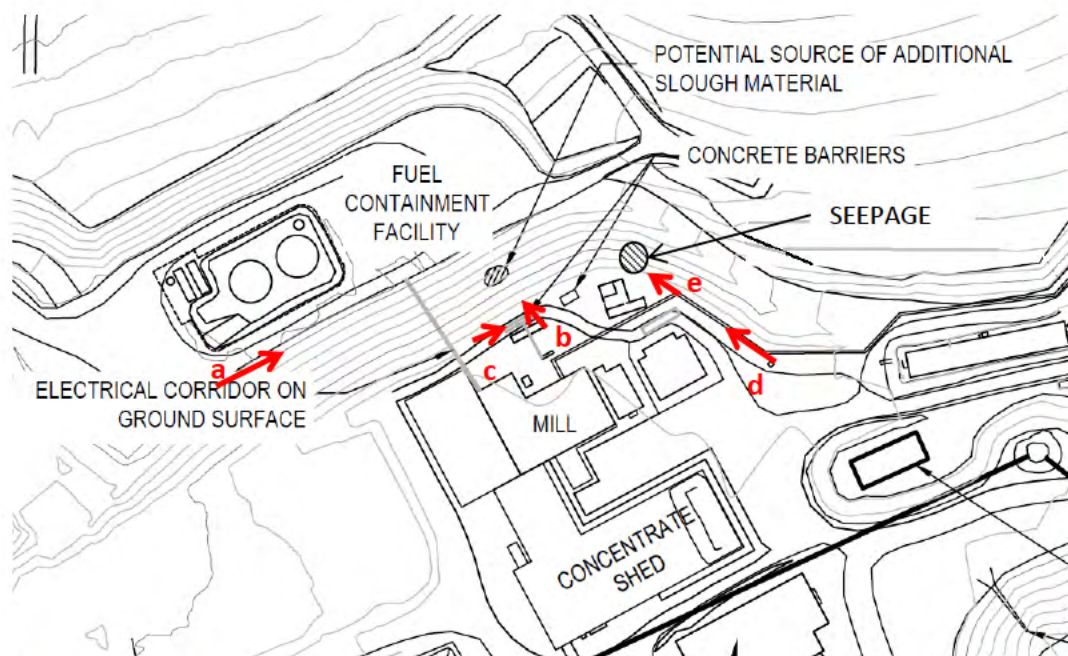 POTENTIAL SOURCE OF ADDITIONAL
SLOUGH MATERIAL
CONCRETE BARRIERS
FUEL
CONTAINMENT
FACILITY
SEEPAGE
e
b
a
c
d
ELECTRICAL CORRIDOR ON
GROUND SURFACE
MILL
CONCENTRATE
SHED